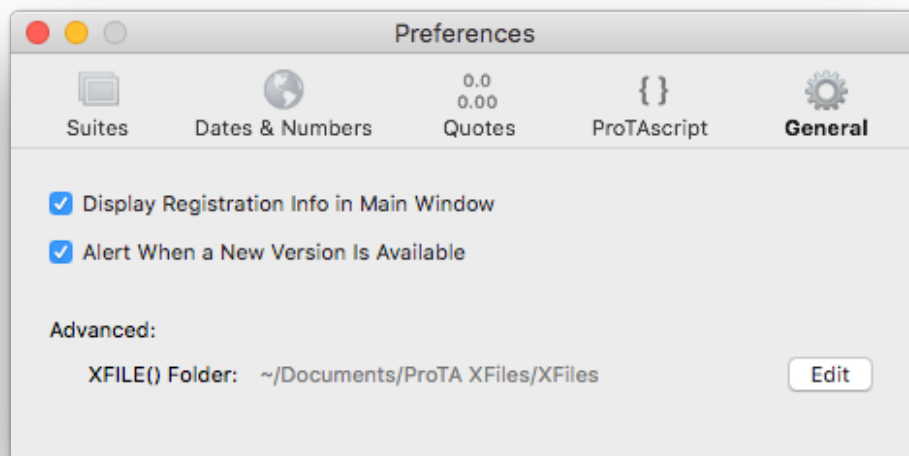 Preferences
0.0
0.00
{ }
Suites Dates & Numbers Quotes ProTAscript General
Display Registration Info in Main Window
Alert When a New Version Is Available
Advanced:
XFILE() Folder: ~/Documents/ProTA XFiles/XFiles Edit